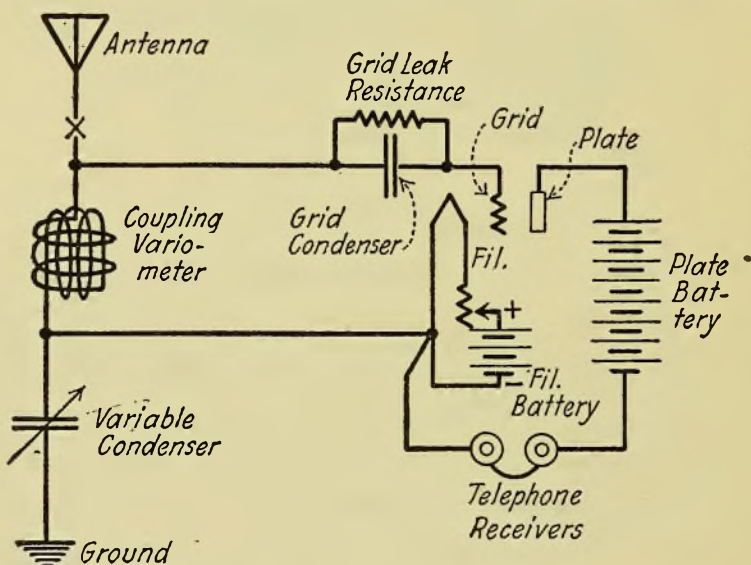 Antenna
Grid Leak
Resistance
Grid
Plate
Coupling
Vario-
meter
Grid
Condenser
Fil.
+
Plate
Bat-
tery
-
Fil.
Battery
Variable
Condenser
Telephone
Receivers
Ground